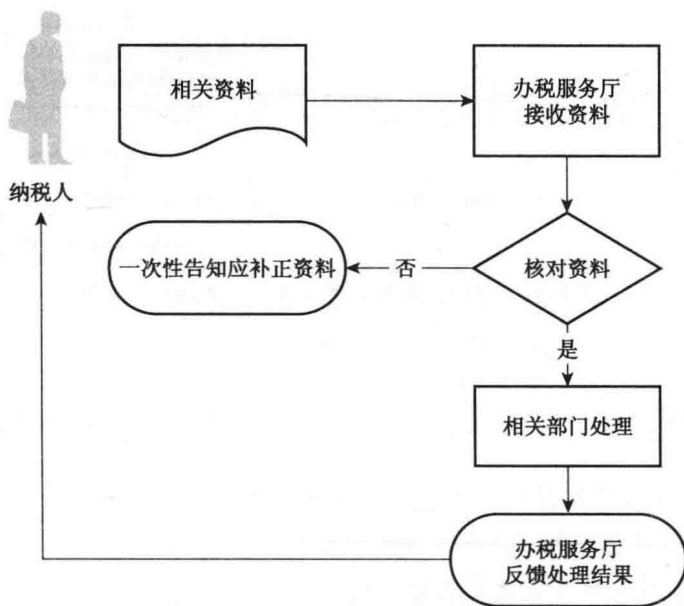 相关资料
办税服务厅
接收资料
纳税人
一次性告知应补正资料
否
核对资料
是
相关部门处理
办税服务厅
反馈处理结果